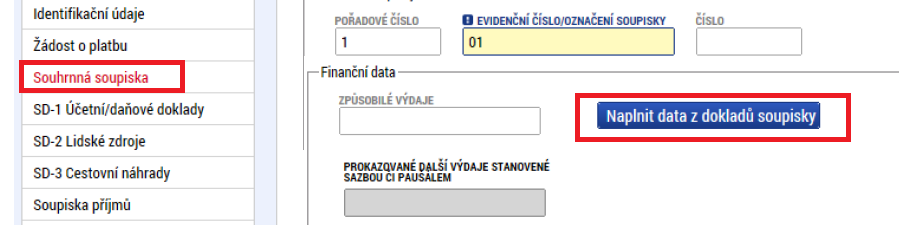 Identifikační údaje
Žádost o platbu
Souhrnná soupiska
SD-1 Účetní/daňové doklady
SD-2 Lidské zdroje
SD-3 Cestovní náhrady
Soupiska příjmů
POŘADOVÉ ČÍSLO
EVIDENČNÍ ČÍSLO/OZNAČENÍ SOUPISKY
ČÍSLO
1
01
Finanční data
ZPŮSOBILÉ VÝDAJE
Naplnit data z dokladů soupisky
PROKAZOVANÉ DALŠÍ VÝDAJE STANOVENÉ
SAZBOU ČI PAUŠÁLEM